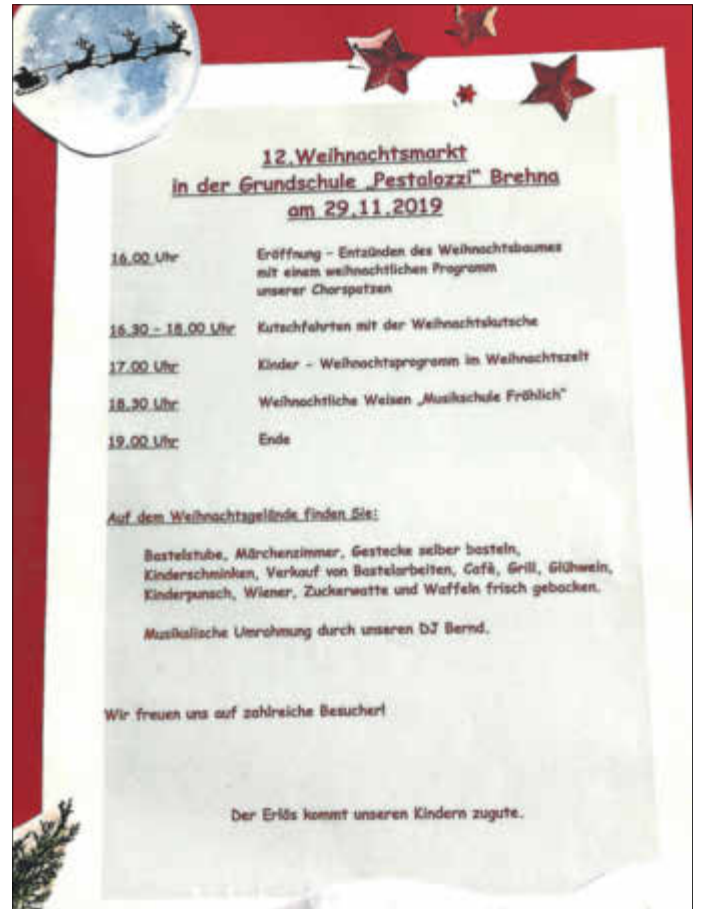 12.Weihnachtsmarkt
in der Grundschule „Pestalozzi" Brehna
am 29.11.2019
16.00 Uhr Eröffnung - Entzünden des Weihnachtsbaumes
mit einem weihnachtlichen Programm
unserer Chorspatzen
16.30 - 18.00 Uhr Kutschfahrten mit der Weihnachtskutsche
17.00 Uhr Kinder - Weihnachtsprogramm im Weihnachtszelt
18.30 Uhr Weihnachtliche Weisen „Musikschule Fröhlich"
19.00 Uhr Ende
Auf dem Weihnachtsgelände finden Sie:
Bastelstube, Märchenzimmer, Gestecke selber basteln,
Kinderschminken, Verkauf von Bastelarbeiten, Cafè, Grill, Glühwein,
Kinderpunsch, Wiener, Zuckerwatte und Waffeln frisch gebacken.
Musikalische Umrahmung durch unseren DJ Bernd.
Wir freuen uns auf zahlreiche Besucher!
Der Erlös kommt unseren Kindern zugute.